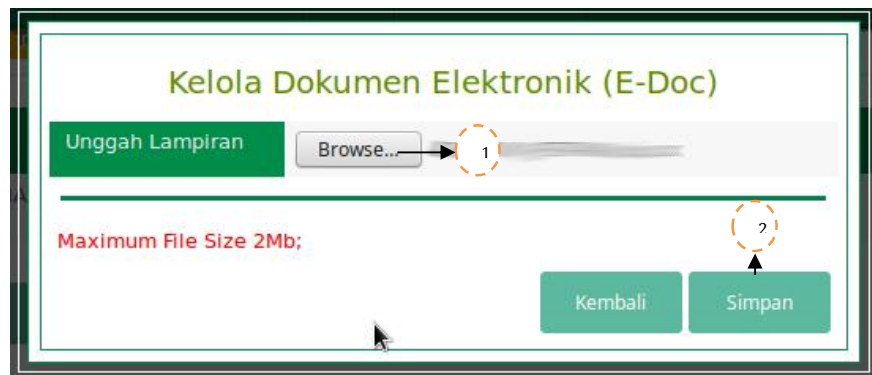 Kelola Dokumen Elektronik (E-Doc)
Unggah Lampiran
Browse...
1
Maximum File Size 2Mb;
2
Kembali
Simpan